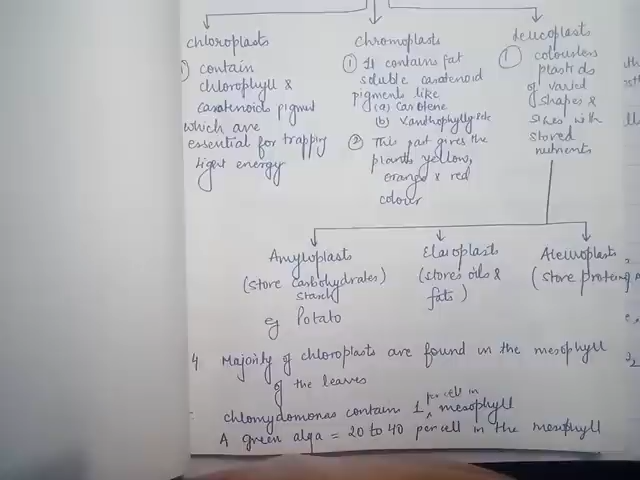 chloroplasts
① contain
chlorophyll &
carotenoids pigmet
which are
essential for trapping
light energy
Chromoplasts
① It contains fat
soluble carotenoid
pigments like
(a) Carotene
(b)
② This part gives the
plants yellow,
orange & red
colour
Leucoplasts
① colourless
plastids
of varied
shapes &
sizes with
stored
nutrients
Amyloplasts
(store carbohydrates)
starch
eg Potato
Elaioplasts
(stores oils &
fats)
Aleuroplasts
(store proteins
4 Majority of chloroplasts are found in the mesophyll
of the leaves
per cell in
chlamydomonas contain 1 ^ mesophyll
A green alga = 20 to 40 per cell in the mesophyll